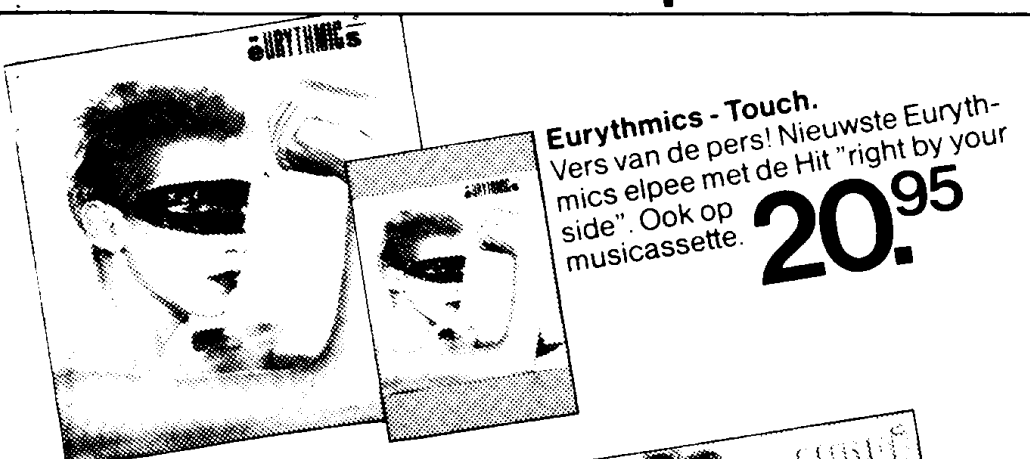 eURYTHMICs
eURYTHMICs
Eurythmics - Touch.
Vers van de pers! Nieuwste Euryth-
mics elpee met de Hit "right by your
side". Ook op
musicassette.
20.95